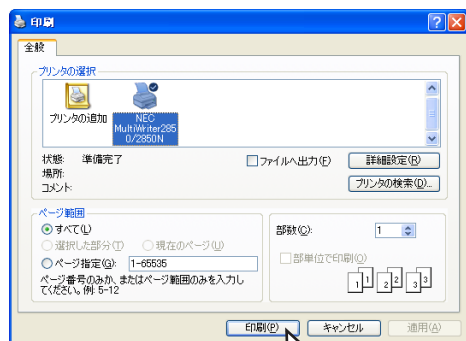 印刷
全般
プリンタの選択
プリンタの追加
NEC
MultiWriter285
0/2850N
状態: 準備完了
場所:
コメント:
ファイルへ出力(F)
詳細設定(R)
プリンタの検索(D)...
ページ範囲
すべて(L)
選択した部分(T) 現在のページ(U)
ページ指定(G): 1-65535
ページ番号のみか、またはページ範囲のみを入力し
てください。例: 5-12
部数(C): 1
部単位で印刷(O)
1 1 2 2 3 3
印刷(P) キャンセル 適用(A)